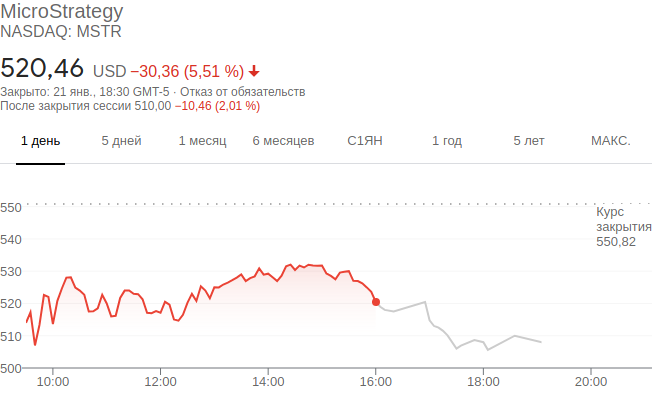 MicroStrategy
NASDAQ: MSTR
520,46 USD −30,36 (5,51 %)
Закрыто: 21 янв., 18:30 GMT-5 · Отказ от обязательств
После закрытия сессии 510,00 −10,46 (2,01 %)
1 день 5 дней 1 месяц 6 месяцев С1ЯН 1 год 5 лет МАКС.
550
Курс
закрытия
550,82
540
530
520
510
500
10:00 12:00 14:00 16:00 18:00 20:00